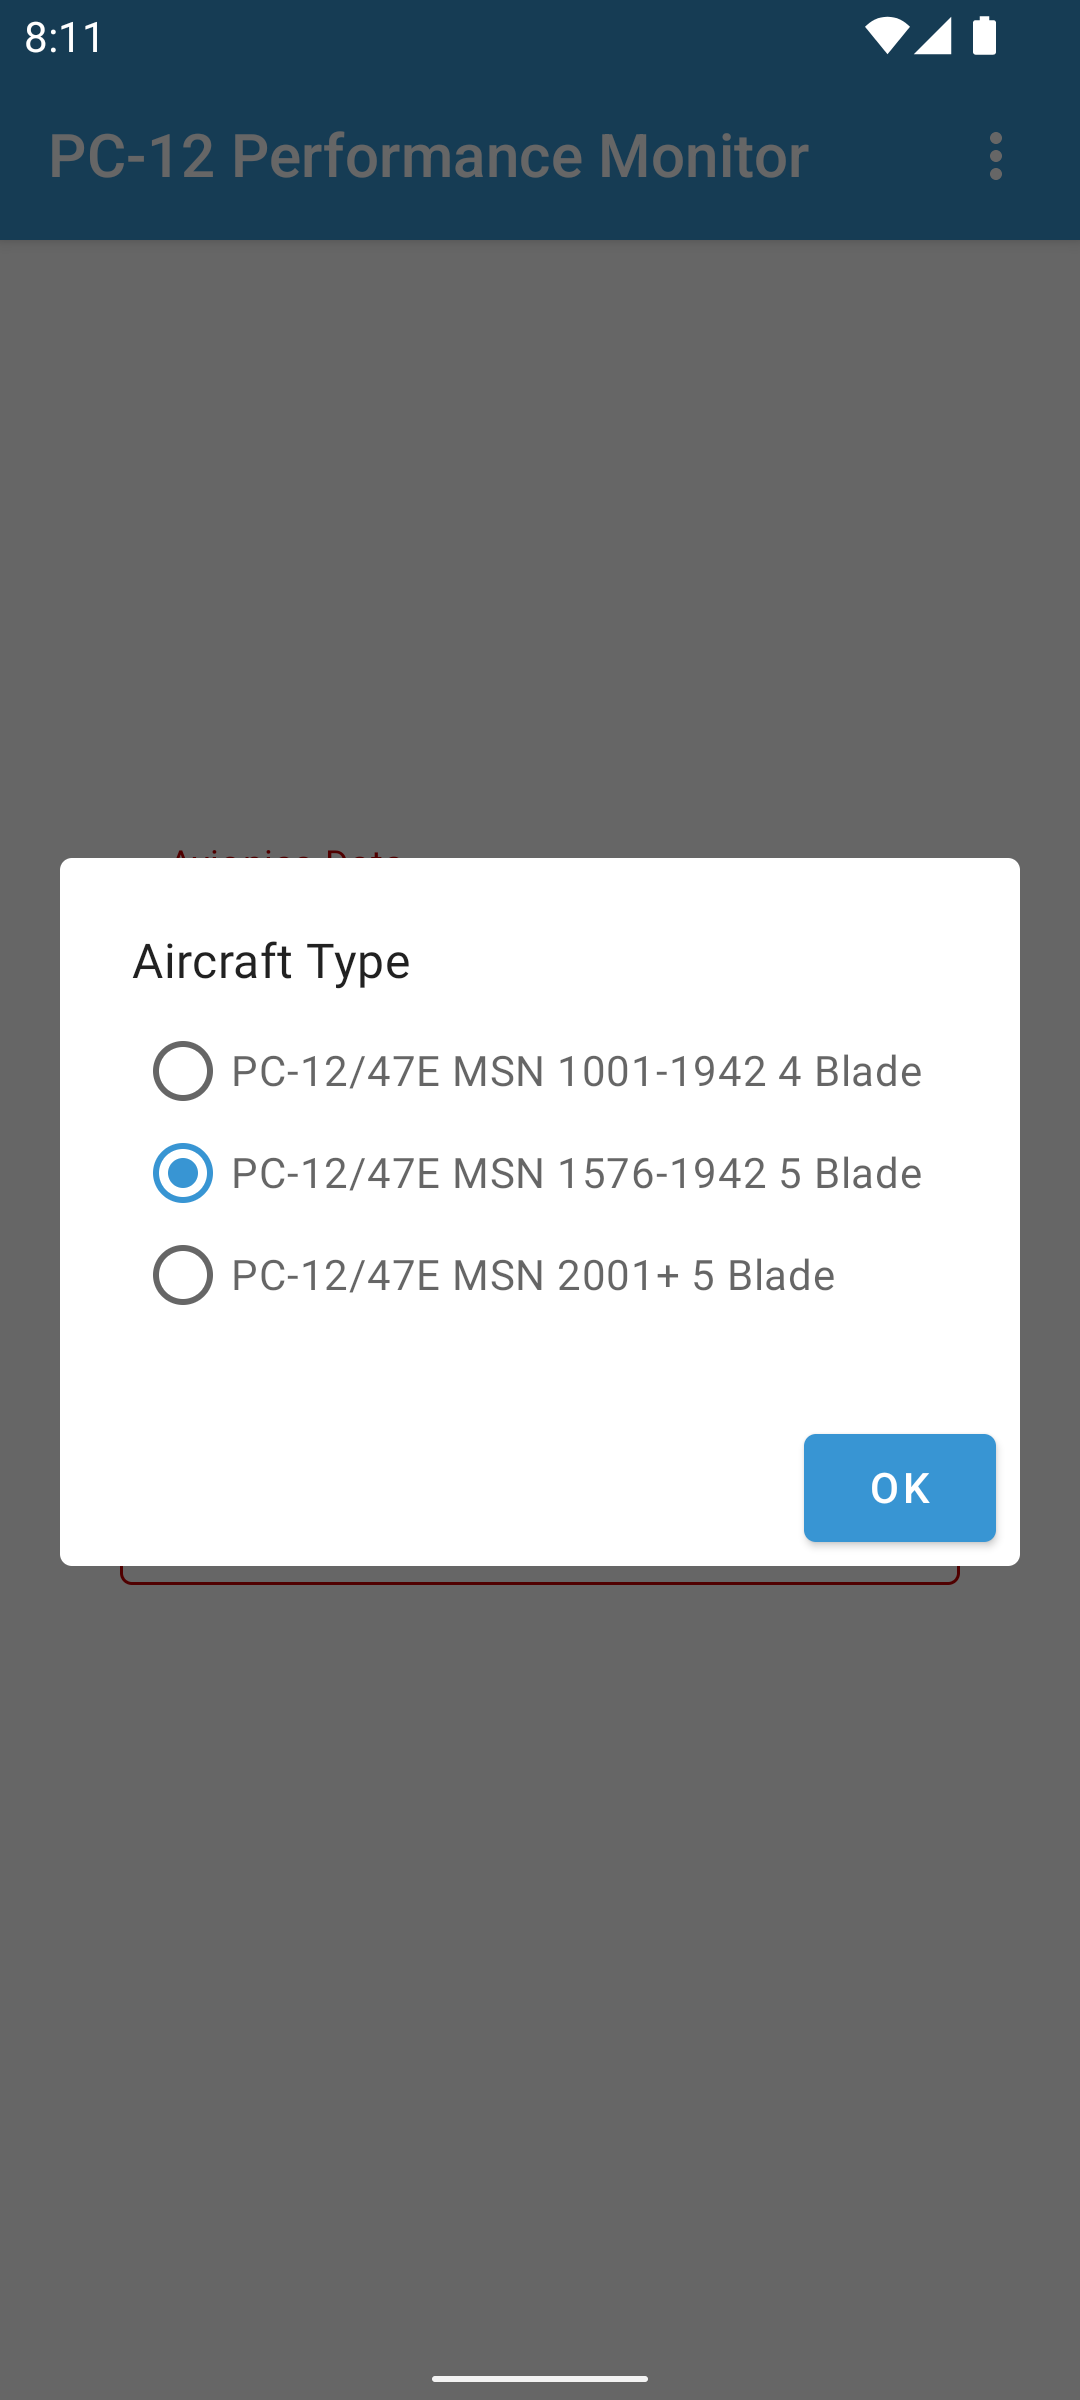 8:11
PC-12 Performance Monitor
Aircraft Type
PC-12/47E MSN 1001-1942 4 Blade
PC-12/47E MSN 1576-1942 5 Blade
PC-12/47E MSN 2001+ 5 Blade
OK